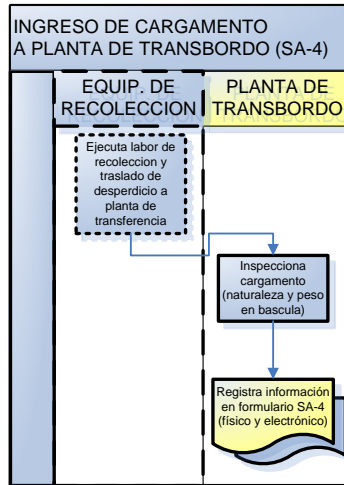 INGRESO DE CARGAMENTO
A PLANTA DE TRANSBORDO (SA-4)
EQUIP. DE
RECOLECCION
PLANTA DE
TRANSBORDO
Ejecuta labor de
recoleccion y
traslado de
desperdicio a
planta de
transferencia
Inspecciona
cargamento
(naturaleza y peso
en bascula)
Registra información
en formulario SA-4
(físico y electrónico)